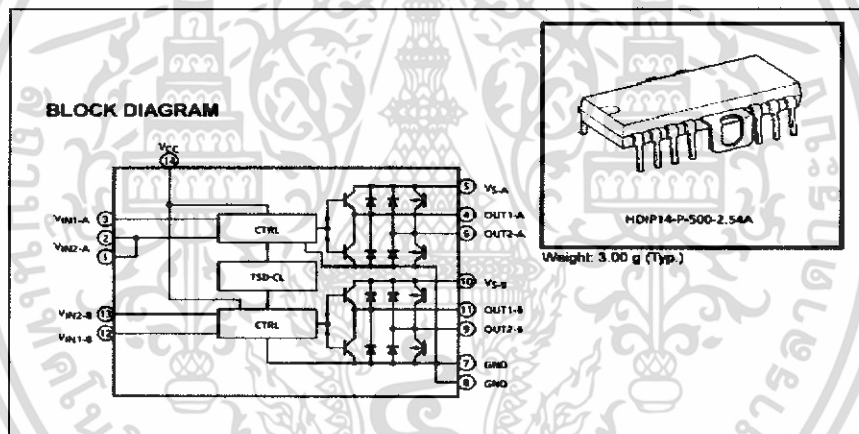 BLOCK DIAGRAM
VCC
14
VIN1-A 3
VIN2-A 2
1
VIN2-B 13
VIN1-B 12
CTRL
TSD-CL
CTRL
5 VS-A
4 OUT1-A
6 OUT2-A
10 VS-B
11 OUT1-B
9 OUT2-B
7 GND
8 GND
HDIP14-P-500-2.54A
Weight: 3.00 g (Typ.)